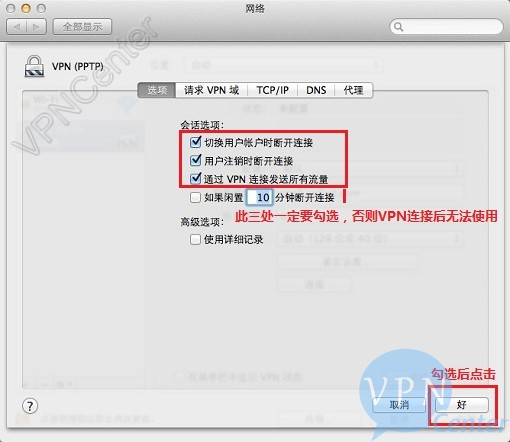 网络
全部显示
VPN (PPTP)
选项 请求 VPN 域 TCP/IP DNS 代理
会话选项:
切换用户帐户时断开连接
用户注销时断开连接
通过 VPN 连接发送所有流量
如果闲置 10 分钟断开连接
此三处一定要勾选，否则VPN连接后无法使用
高级选项:
使用详细记录
勾选后点击
? 取消 好
VPNCenter
VPN
Center